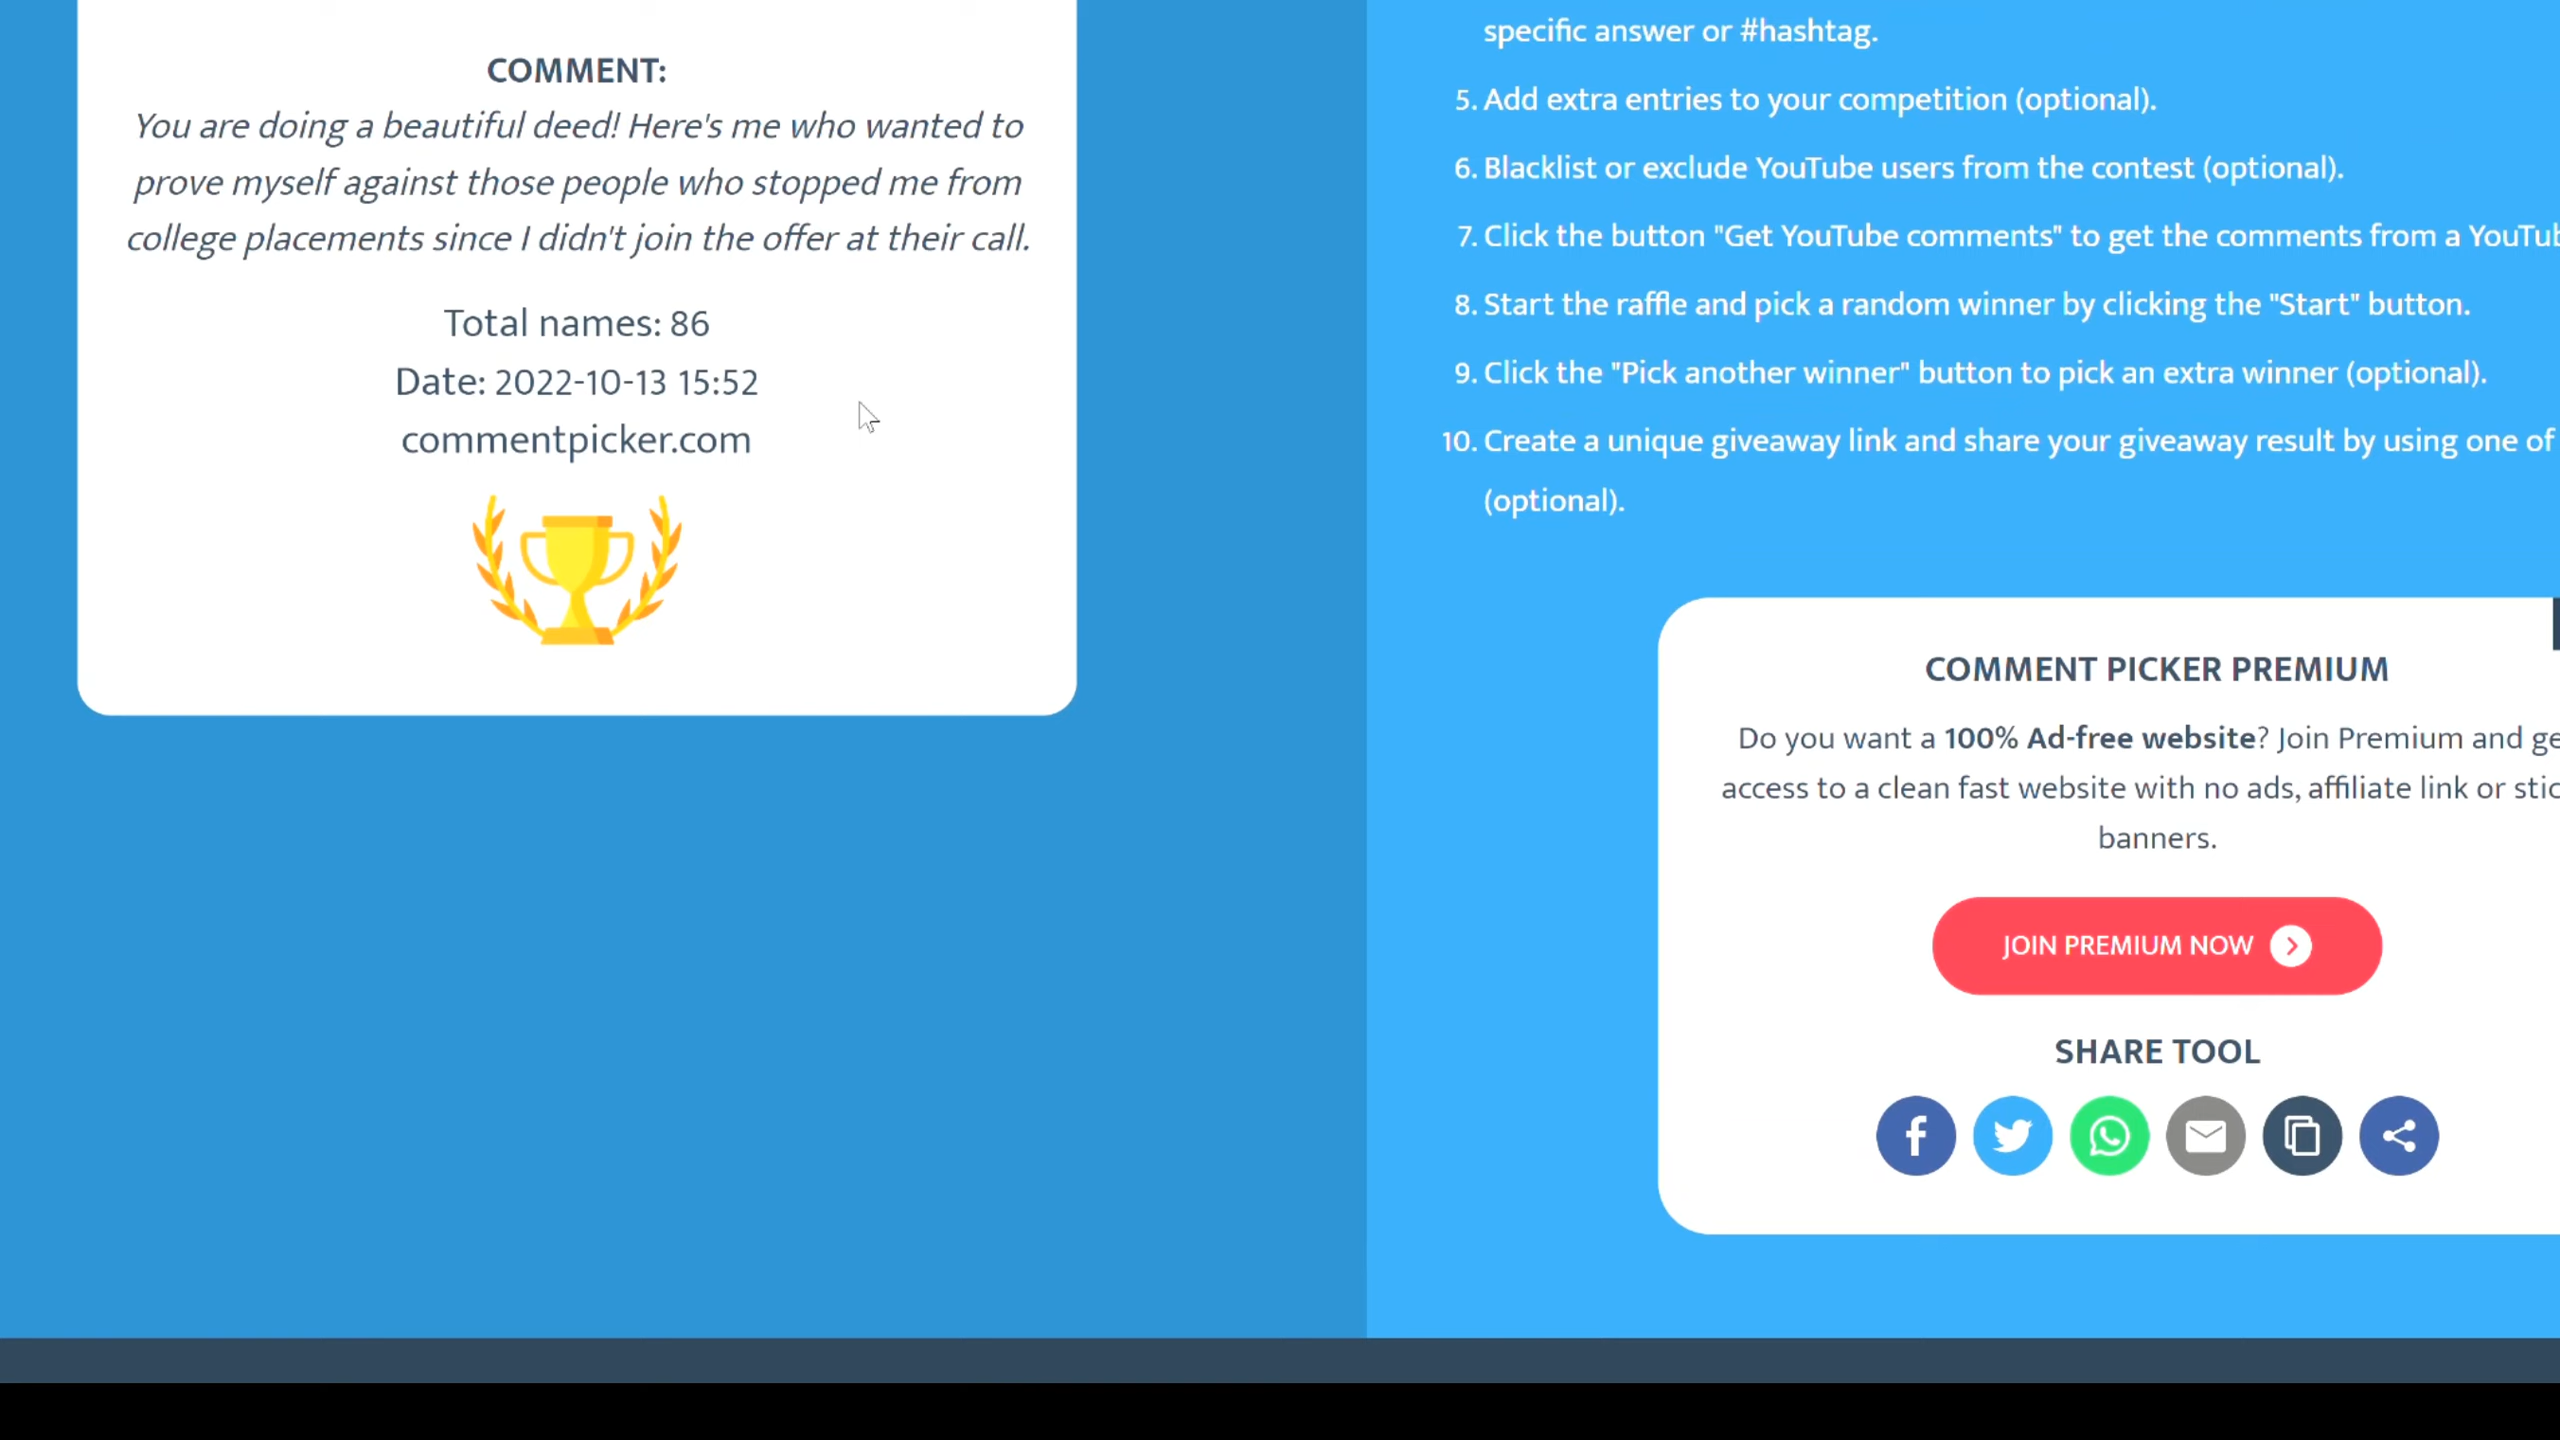 COMMENT:
You are doing a beautiful deed! Here's me who wanted to
prove myself against those people who stopped me from
college placements since I didn't join the offer at their call.
Total names: 86
Date: 2022-10-13 15:52
commentpicker.com
specific answer or #hashtag.
5. Add extra entries to your competition (optional).
6. Blacklist or exclude YouTube users from the contest (optional).
7. Click the button "Get YouTube comments" to get the comments from a YouTub
8. Start the raffle and pick a random winner by clicking the "Start" button.
9. Click the "Pick another winner" button to pick an extra winner (optional).
10. Create a unique giveaway link and share your giveaway result by using one of
(optional).
COMMENT PICKER PREMIUM
Do you want a 100% Ad-free website? Join Premium and ge
access to a clean fast website with no ads, affiliate link or stic
banners.
JOIN PREMIUM NOW
SHARE TOOL